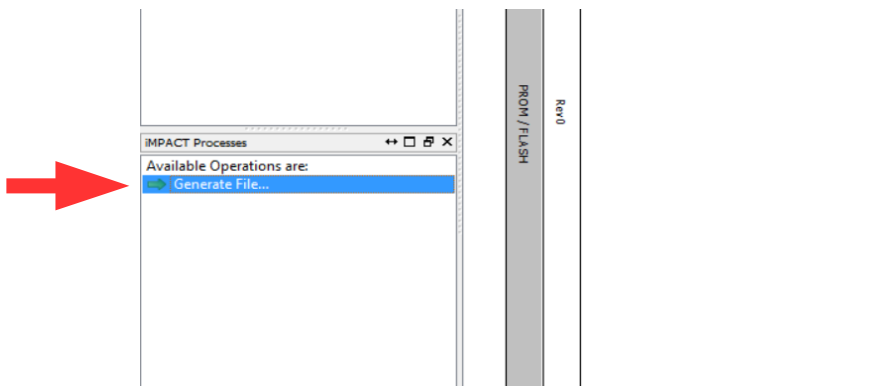 iMPACT Processes
Available Operations are:
Generate File...
PROM / FLASH
Rev0